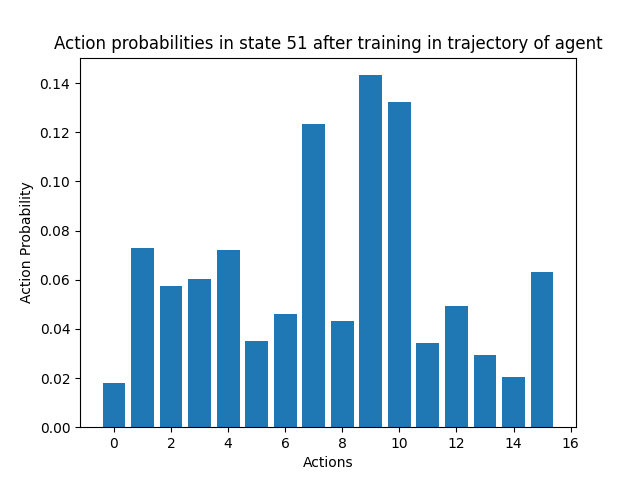 Action probabilities in state 51 after training in trajectory of agent
0.14
0.12
0.10
0.08
0.06
0.04
0.02
0.00
Action Probability
0 2 4 6 8 10 12 14 16
Actions